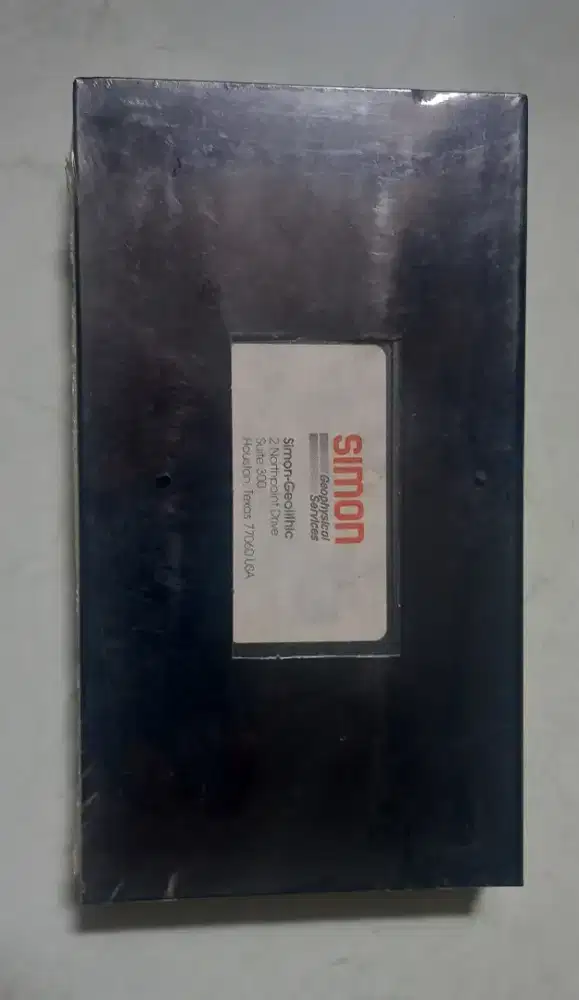 SIMON
Geophysical
Services
Simon-Geolithic
2 Northpoint Drive
Suite 300
Houston, Texas 77060 USA